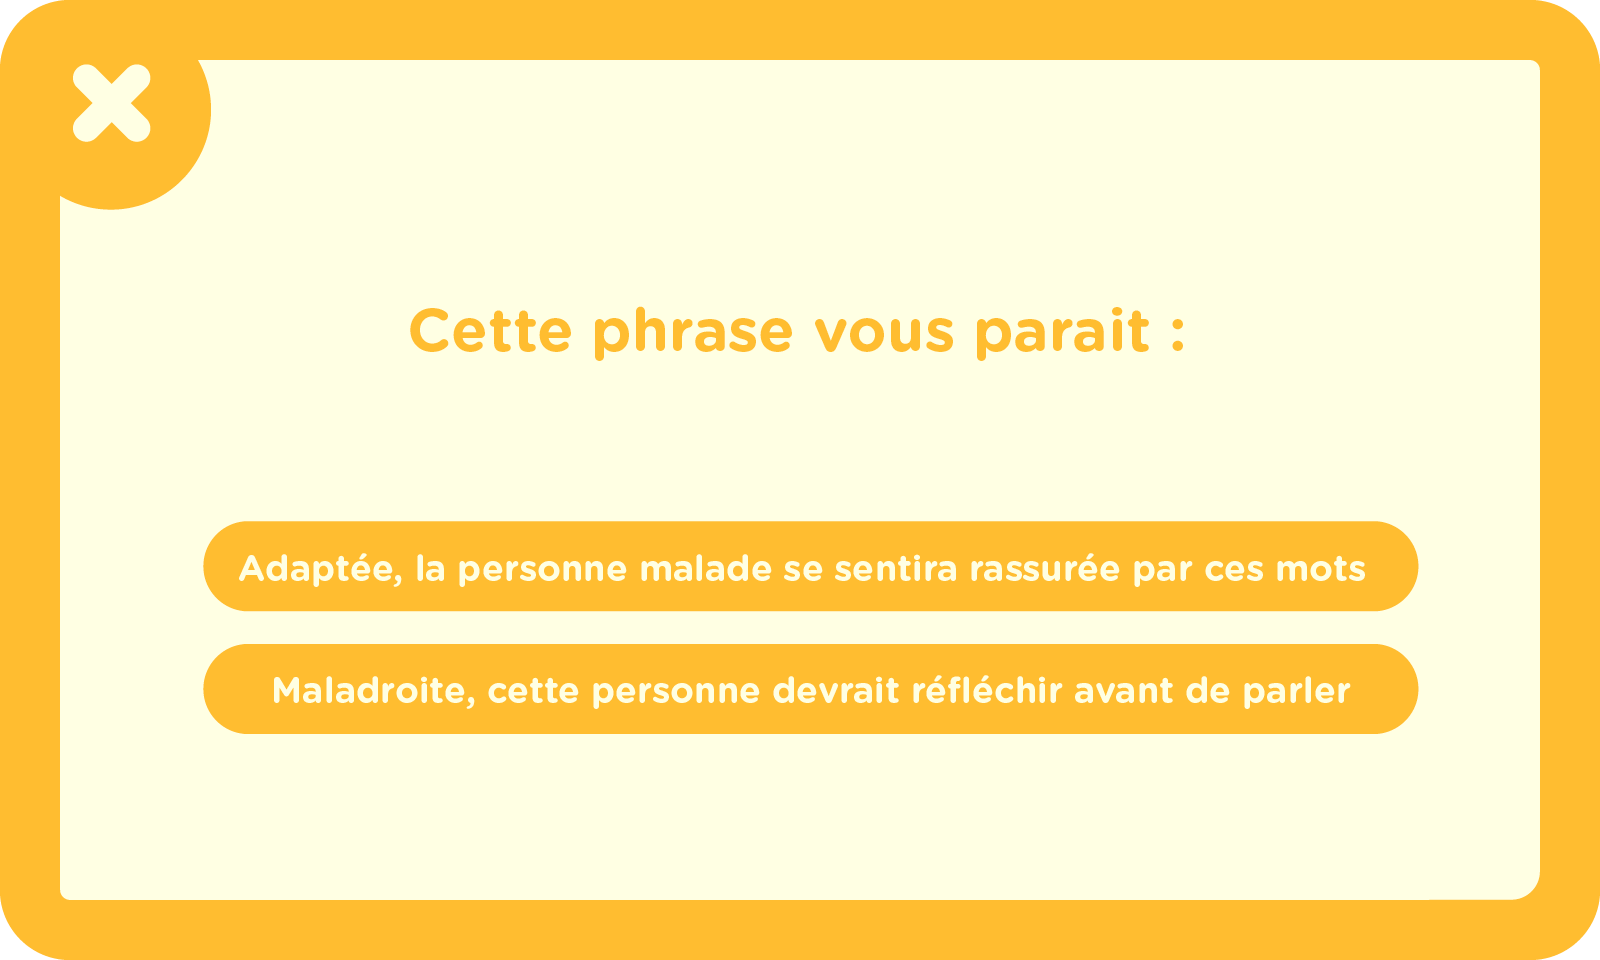 Cette phrase vous parait :
Adaptée, la personne malade se sentira rassurée par ces mots
Maladroite, cette personne devrait réfléchir avant de parler